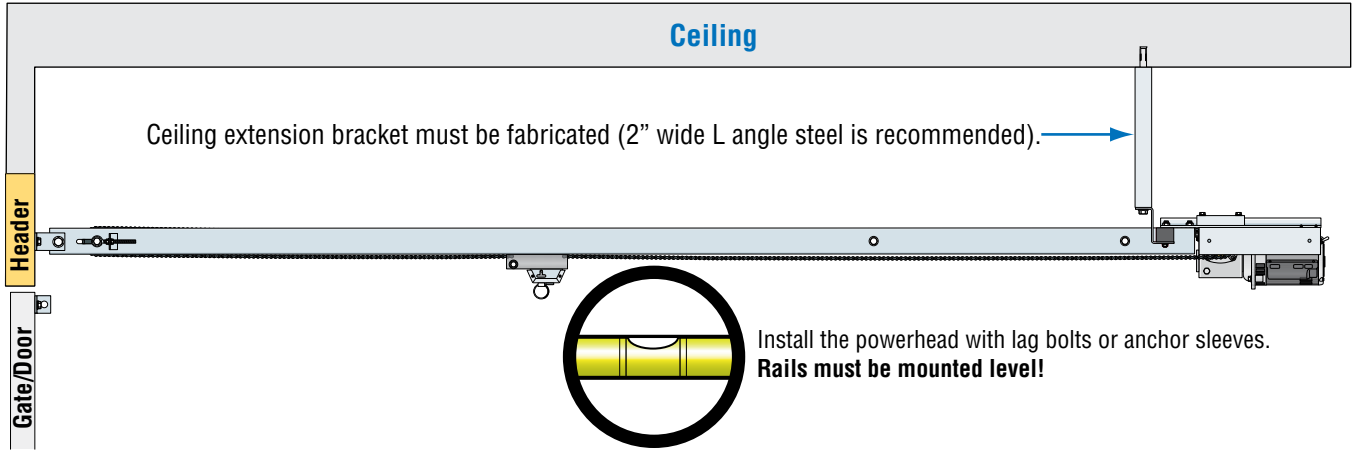 Ceiling
Ceiling extension bracket must be fabricated (2” wide L angle steel is recommended).
Header
Gate/Door
Install the powerhead with lag bolts or anchor sleeves.
Rails must be mounted level!